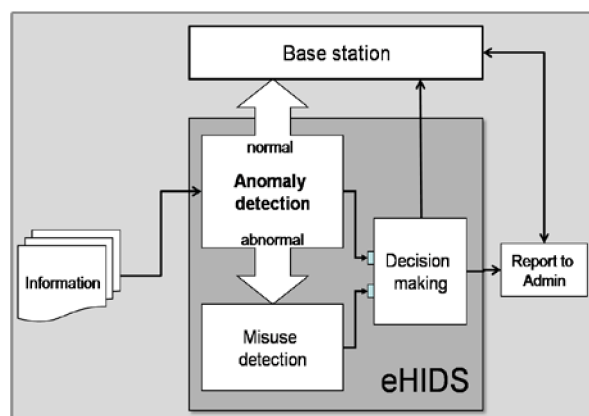 Base station
normal
Anomaly
detection
abnormal
Information
Decision
making
Report to
Admin
Misuse
detection
eHIDS